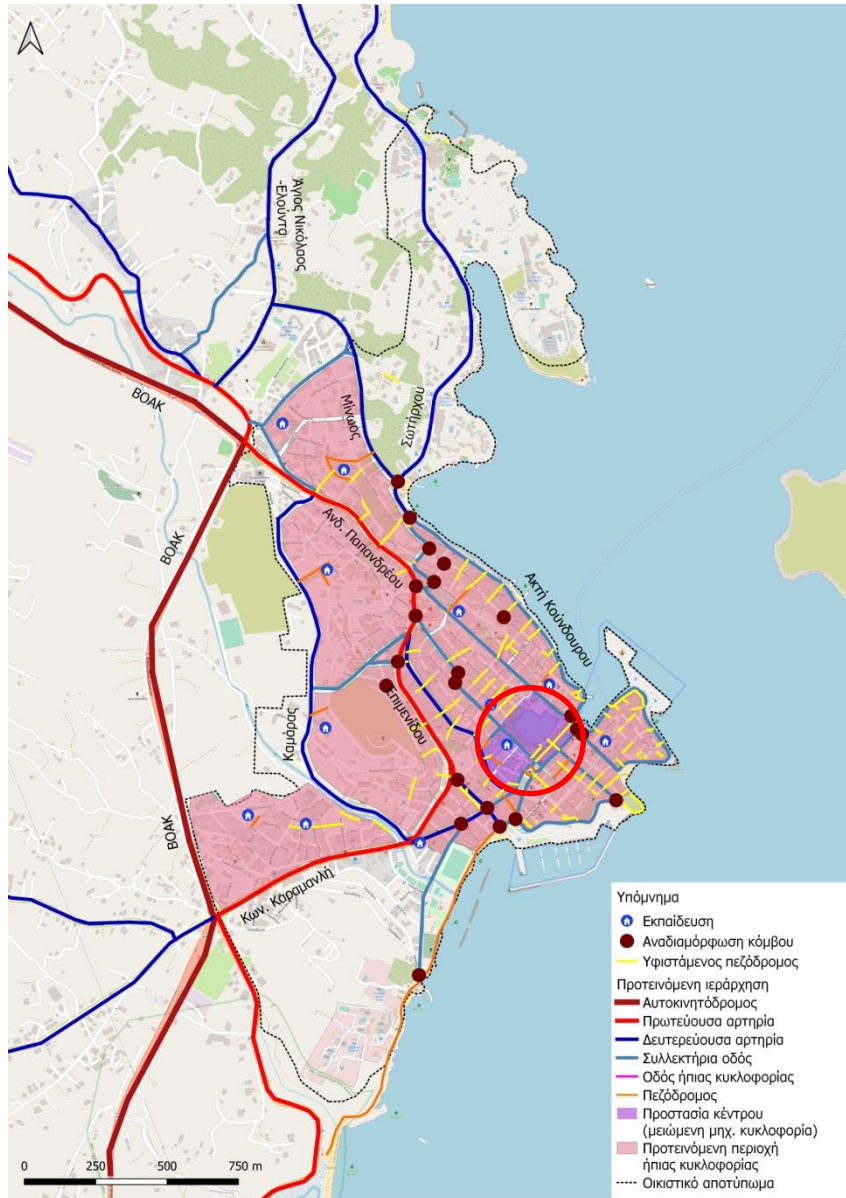 Άγιος Νικόλαος
-Ελούντα
ΒΟΑΚ
Μίνωος
Σωτήρχου
ΒΟΑΚ
Ανδ. Παπανδρέου
Ακτή Κούνδουρου
Επιμενίδου
Καμάρας
ΒΟΑΚ
Κων. Καραμανλή
Υπόμνημα
Εκπαίδευση
Αναδιαμόρφωση κόμβου
Υφιστάμενος πεζόδρομος
Προτεινόμενη ιεράρχηση
Αυτοκινητόδρομος
Πρωτεύουσα αρτηρία
Δευτερεύουσα αρτηρία
Συλλεκτήρια οδός
Οδός ήπιας κυκλοφορίας
Πεζόδρομος
Προστασία κέντρου
(μειώμενη μηχ. κυκλοφορία)
Προτεινόμενη περιοχή
ήπιας κυκλοφορίας
Οικιστικό αποτύπωμα
0 250 500 750 m